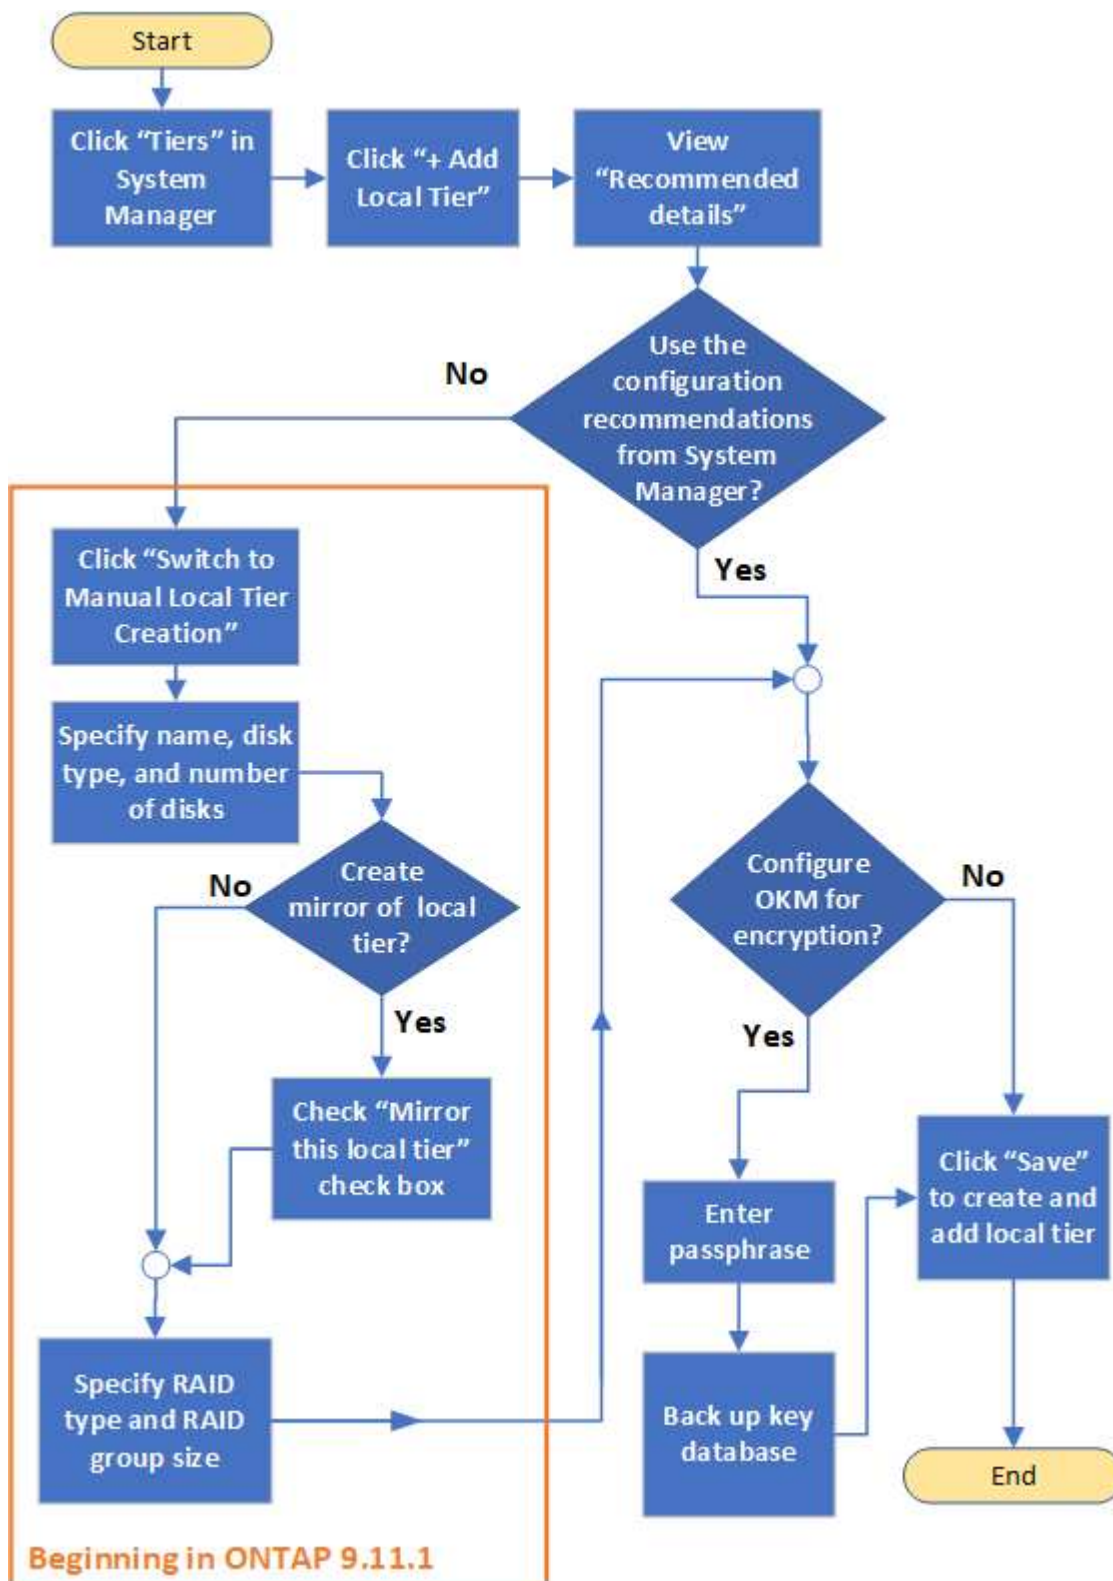 Start
Click “Tiers” in
System
Manager
Click “+ Add
Local Tier”
View
“Recommended
details”
Use the
configuration
recommendations
from System
Manager?
No
Yes
Click “Switch to
Manual Local Tier
Creation”
Specify name, disk
type, and number
of disks
Create
mirror of local
tier?
No
Yes
Check “Mirror
this local tier”
check box
Specify RAID
type and RAID
group size
Beginning in ONTAP 9.11.1
Configure
OKM for
encryption?
No
Yes
Enter
passphrase
Back up key
database
Click “Save”
to create and
add local tier
End